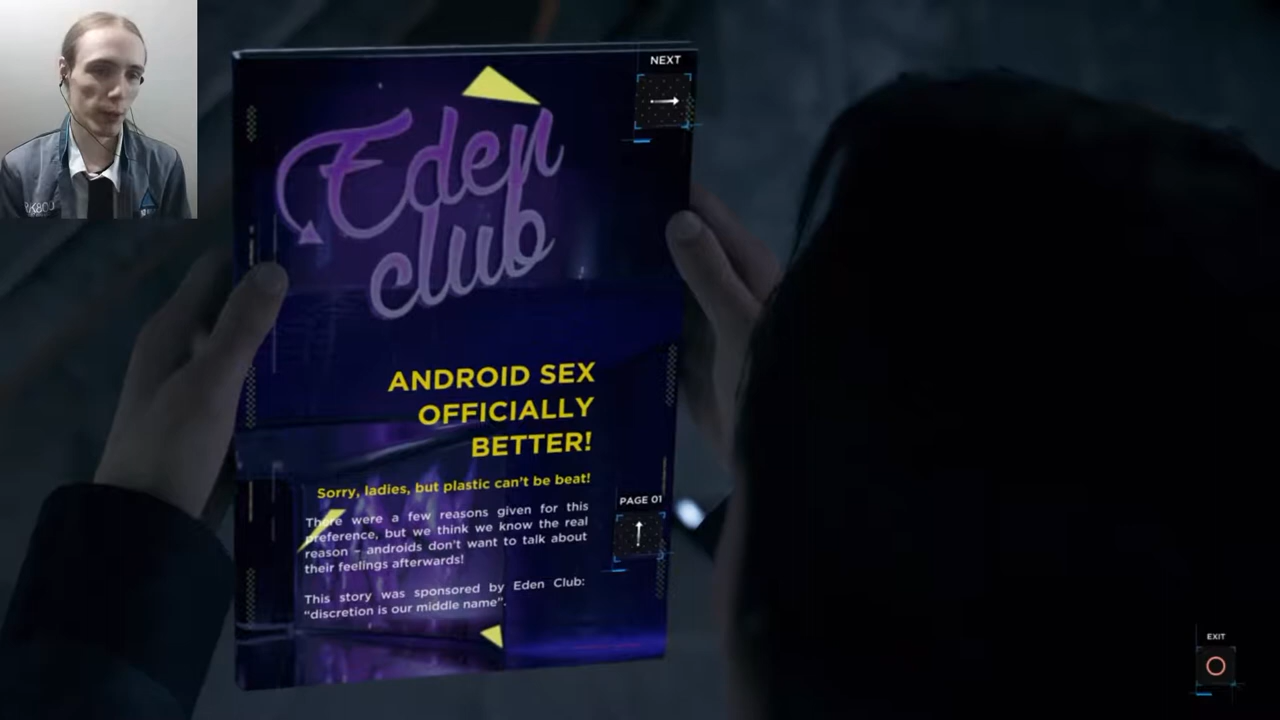 NEXT
Eden
club
ANDROID SEX
OFFICIALLY
BETTER!
Sorry, ladies, but plastic can't be beat!
There were a few reasons given for this
preference, but we think we know the real
reason – androids don't want to talk about
their feelings afterwards!
This story was sponsored by Eden Club:
"discretion is our middle name".
PAGE 01
EXIT